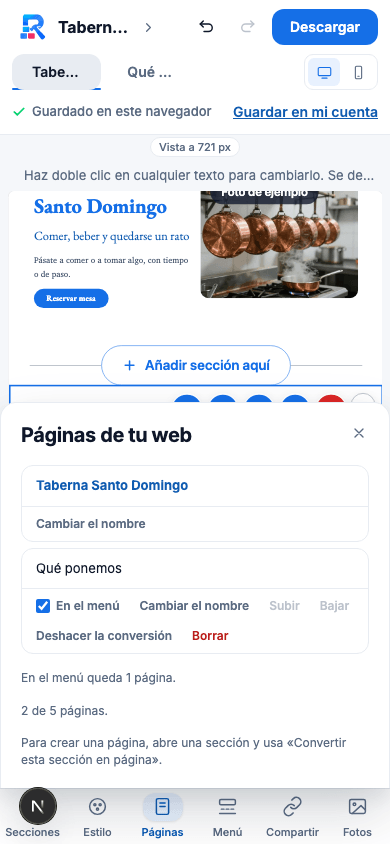 Tabern...
Descargar
Tabe...
Qué ...
Guardado en este navegador
Guardar en mi cuenta
Vista a 721 px
Haz doble clic en cualquier texto para cambiarlo. Se de...
Foto de ejemplo
Santo Domingo
Comer, beber y quedarse un rato
Pásate a comer o a tomar algo, con tiempo
o de paso.
Reservar mesa
Añadir sección aquí
Páginas de tu web
Taberna Santo Domingo
Cambiar el nombre
Qué ponemos
En el menú
Cambiar el nombre
Subir
Bajar
Deshacer la conversión
Borrar
En el menú queda 1 página.
2 de 5 páginas.
Para crear una página, abre una sección y usa «Convertir
esta sección en página».
N
Secciones
Estilo
Páginas
Menú
Compartir
Fotos